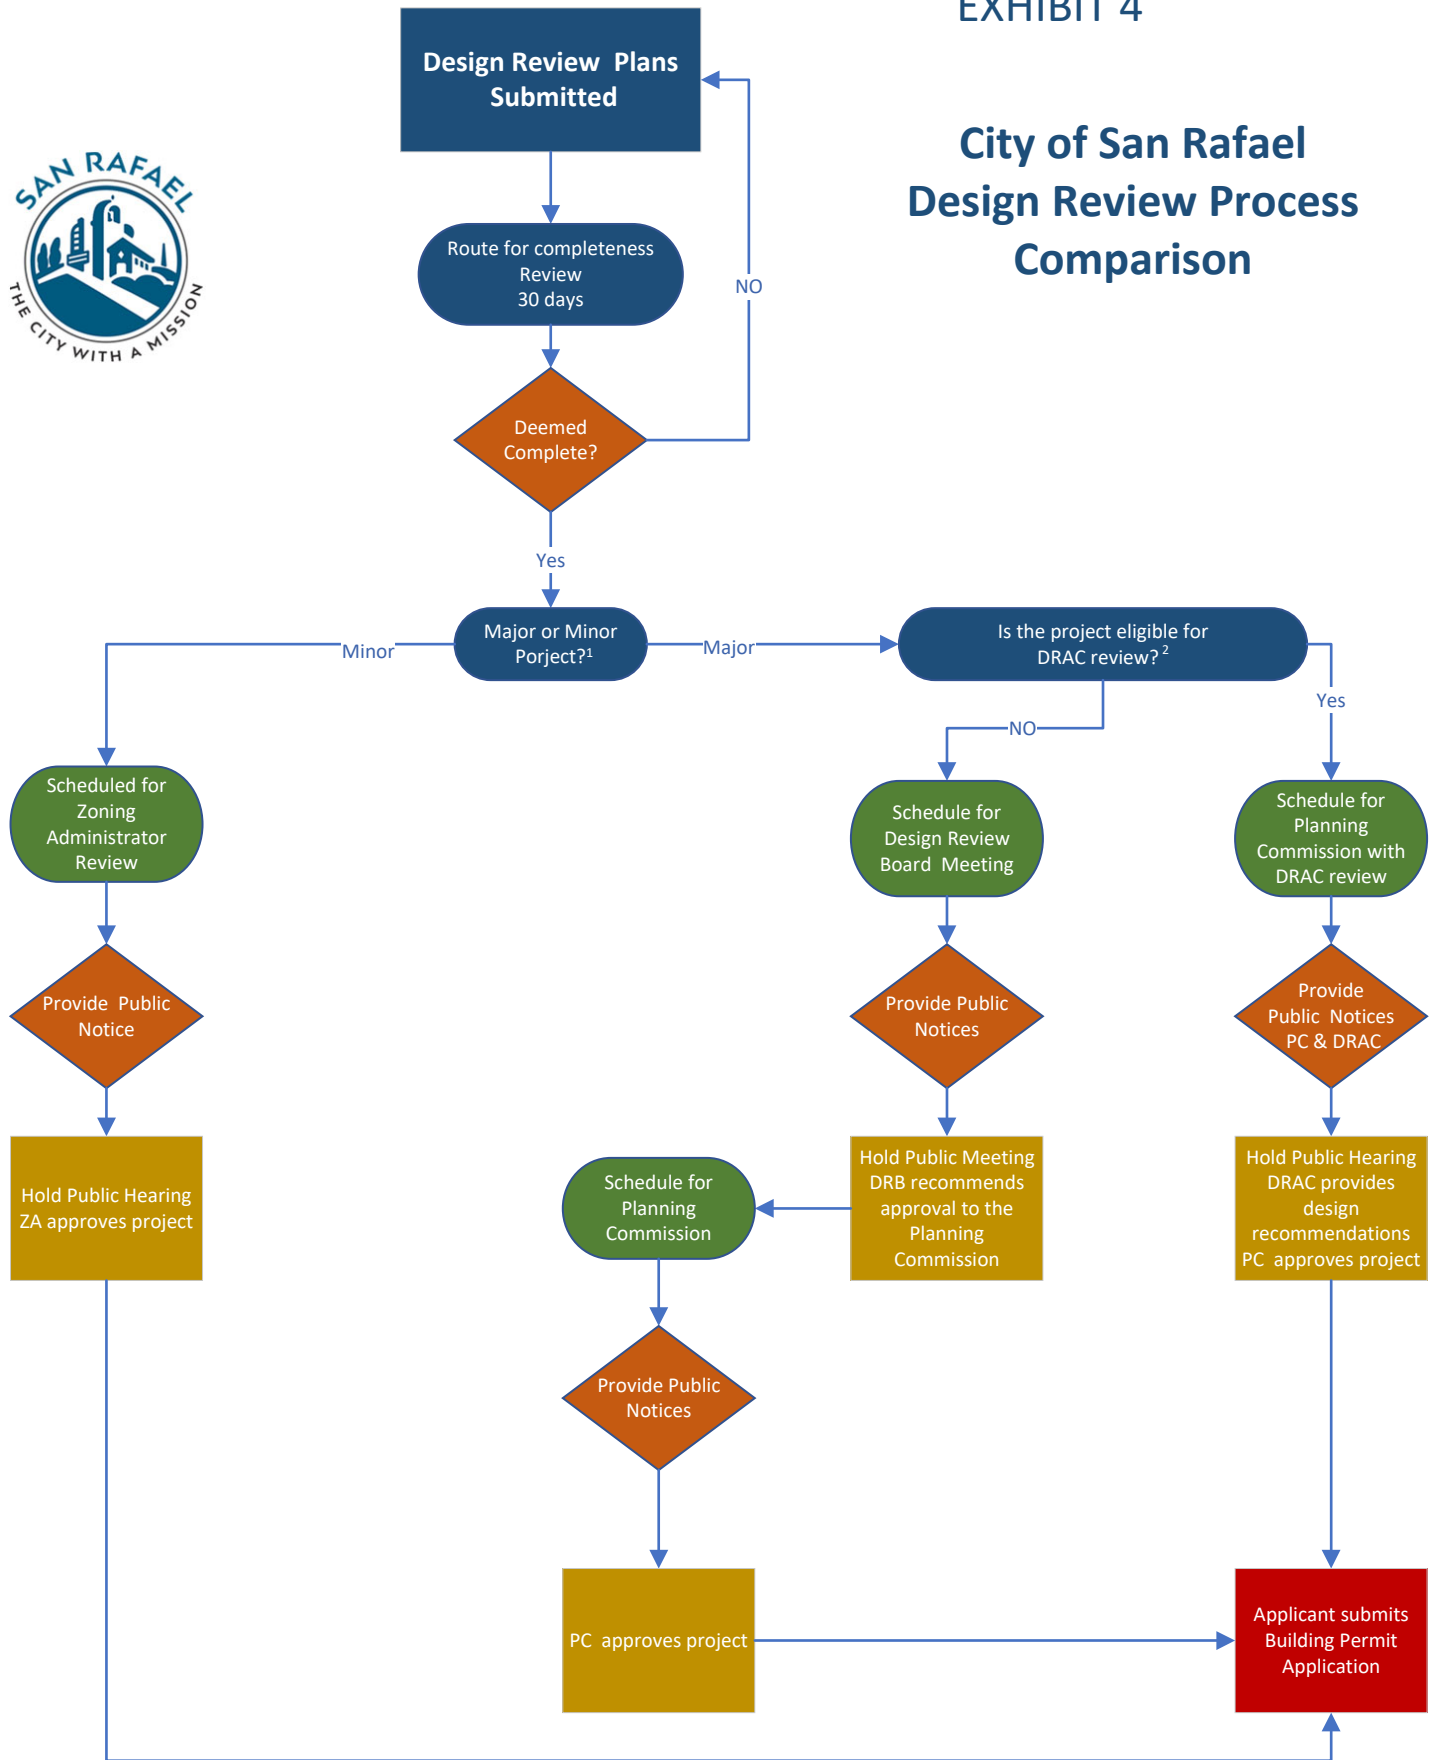 EXHIBIT 4
Design Review Plans
Submitted
City of San Rafael
Design Review Process
Comparison
SAN RAFAEL
THE CITY WITH A MISSION
Route for completeness
Review
30 days
NO
Deemed
Complete?
Yes
Major or Minor
Porject?1
Minor
Major
Is the project eligible for
DRAC review? 2
NO
Yes
Scheduled for
Zoning
Administrator
Review
Schedule for
Design Review
Board Meeting
Schedule for
Planning
Commission with
DRAC review
Provide Public
Notice
Provide Public
Notices
Provide
Public Notices
PC & DRAC
Hold Public Hearing
ZA approves project
Schedule for
Planning
Commission
Hold Public Meeting
DRB recommends
approval to the
Planning
Commission
Hold Public Hearing
DRAC provides
design
recommendations
PC approves project
Provide Public
Notices
PC approves project
Applicant submits
Building Permit
Application